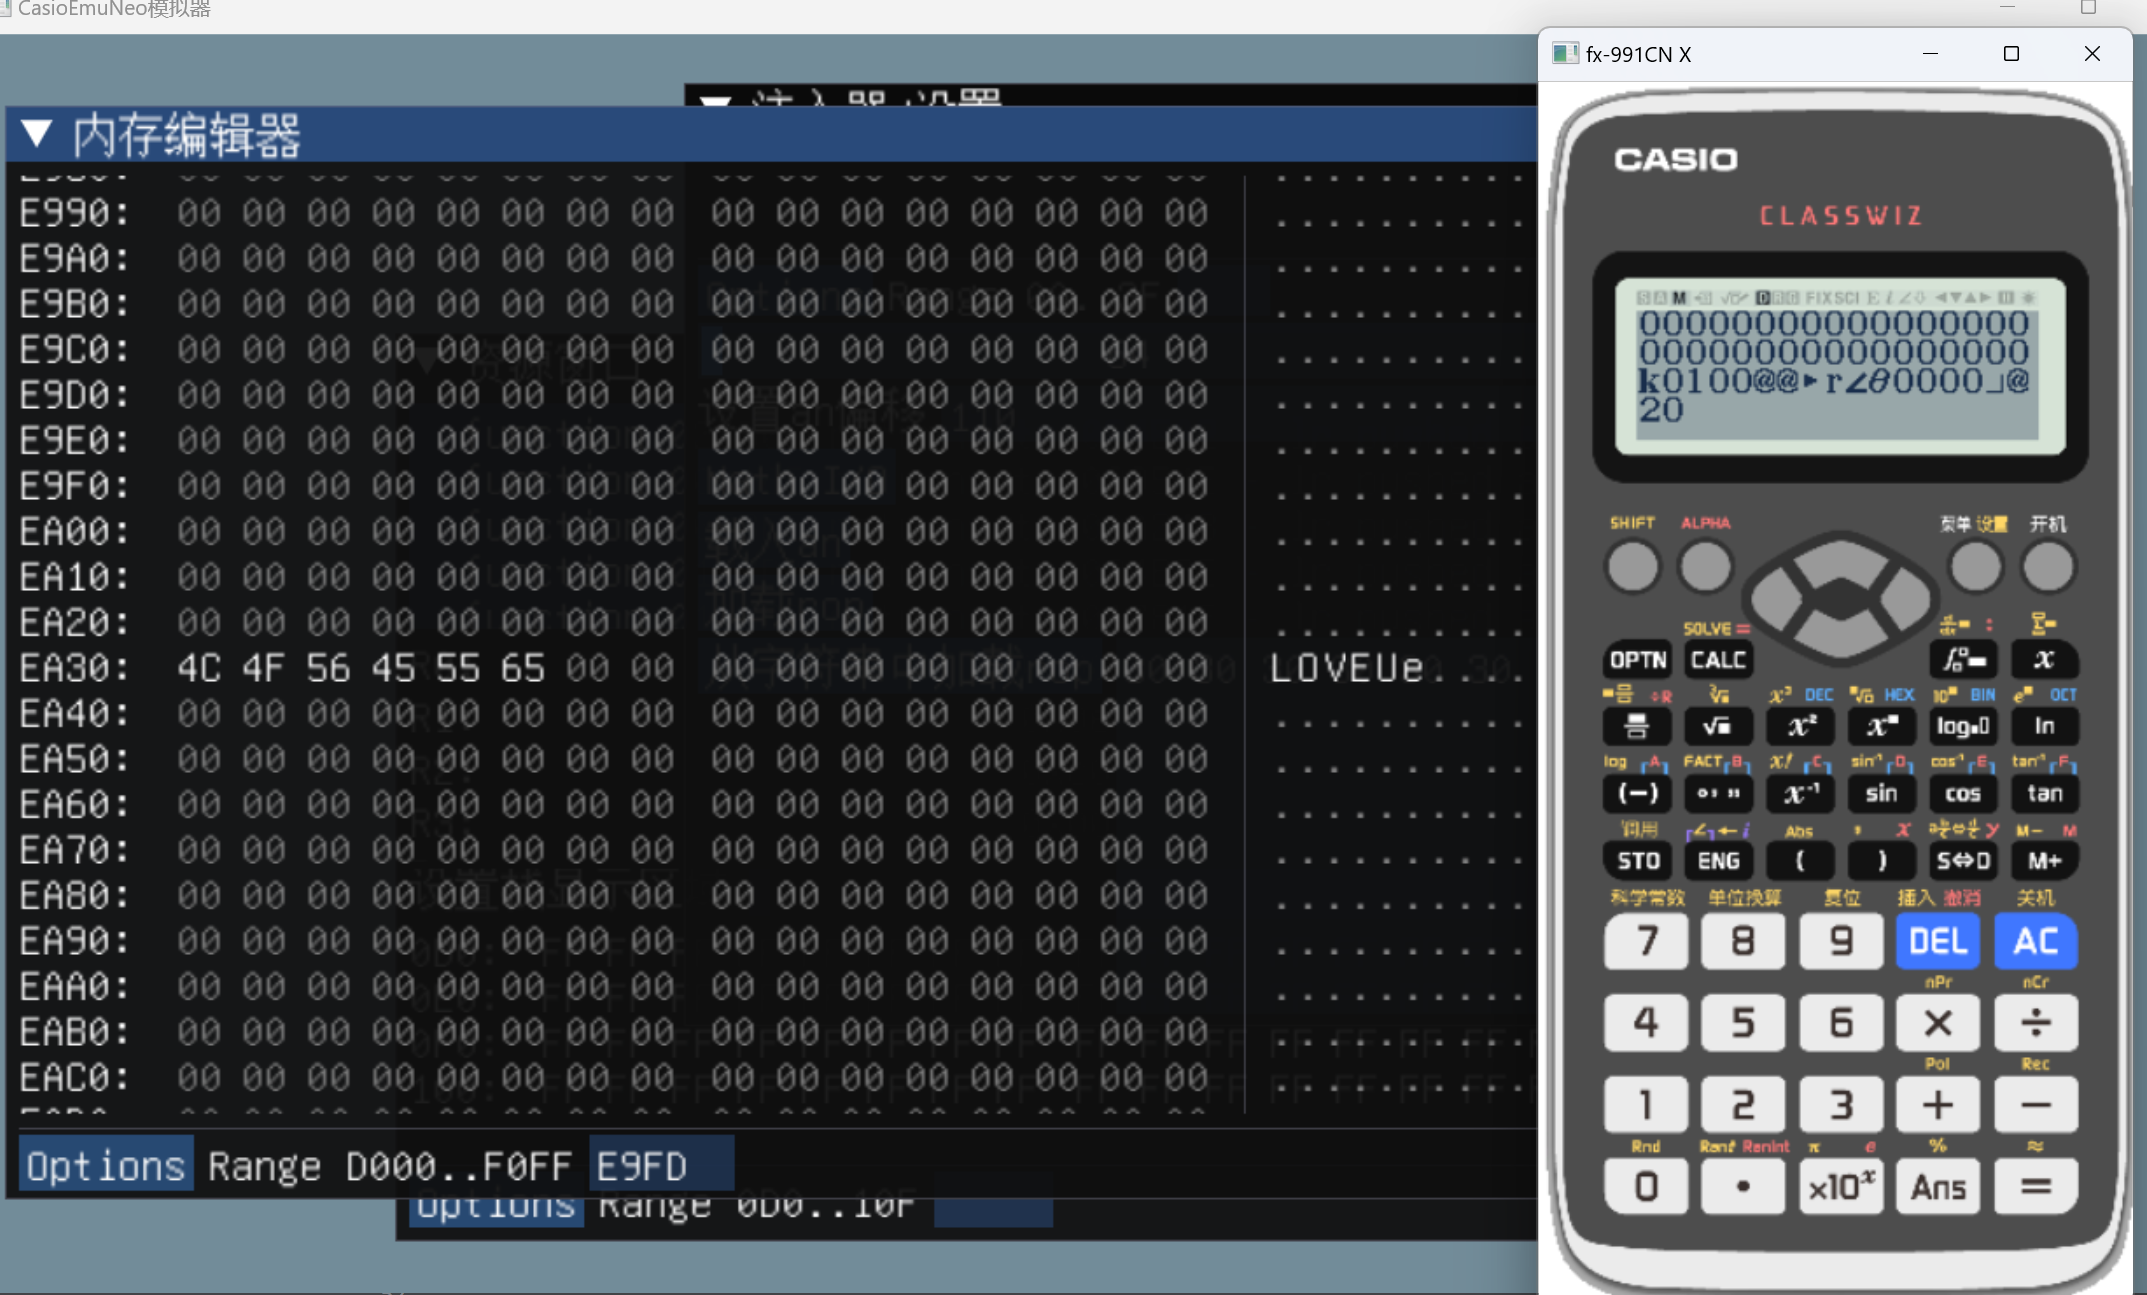 CasioEmuNeo模拟器
fx-991CN X
内存编辑器
E990: 00 00 00 00 00 00 00 00 00 00 00 00 00 00 00 00 . . . . . . . . . .
E9A0: 00 00 00 00 00 00 00 00 00 00 00 00 00 00 00 00 . . . . . . . . . .
E9B0: 00 00 00 00 00 00 00 00 00 00 00 00 00 00 00 00 . . . . . . . . . .
E9C0: 00 00 00 00 00 00 00 00 00 00 00 00 00 00 00 00 . . . . . . . . . .
E9D0: 00 00 00 00 00 00 00 00 00 00 00 00 00 00 00 00 . . . . . . . . . .
E9E0: 00 00 00 00 00 00 00 00 00 00 00 00 00 00 00 00 . . . . . . . . . .
E9F0: 00 00 00 00 00 00 00 00 00 00 00 00 00 00 00 00 . . . . . . . . . .
EA00: 00 00 00 00 00 00 00 00 00 00 00 00 00 00 00 00 . . . . . . . . . .
EA10: 00 00 00 00 00 00 00 00 00 00 00 00 00 00 00 00 . . . . . . . . . .
EA20: 00 00 00 00 00 00 00 00 00 00 00 00 00 00 00 00 . . . . . . . . . .
EA30: 4C 4F 56 45 55 65 00 00 00 00 00 00 00 00 00 00 LOVEUe. . . .
EA40: 00 00 00 00 00 00 00 00 00 00 00 00 00 00 00 00 . . . . . . . . . .
EA50: 00 00 00 00 00 00 00 00 00 00 00 00 00 00 00 00 . . . . . . . . . .
EA60: 00 00 00 00 00 00 00 00 00 00 00 00 00 00 00 00 . . . . . . . . . .
EA70: 00 00 00 00 00 00 00 00 00 00 00 00 00 00 00 00 . . . . . . . . . .
EA80: 00 00 00 00 00 00 00 00 00 00 00 00 00 00 00 00 . . . . . . . . . .
EA90: 00 00 00 00 00 00 00 00 00 00 00 00 00 00 00 00 . . . . . . . . . .
EAA0: 00 00 00 00 00 00 00 00 00 00 00 00 00 00 00 00 . . . . . . . . . .
EAB0: 00 00 00 00 00 00 00 00 00 00 00 00 00 00 00 00 . . . . . . . . . .
EAC0: 00 00 00 00 00 00 00 00 00 00 00 00 00 00 00 00 . . . . . . . . . .
Options Range D000..F0FF E9FD
Options Range 0D0..10F
CASIO
CLASSWIZ
M D FIX SCI E i ∠
00000000000000000
00000000000000000
k0100@@►r∠θ0000⌟@
20
SHIFT ALPHA 菜单 设置 开机
SOLVE =
OPTN CALC x
÷R DEC HEX 10■ BIN e■ OCT
x² x■ log■□ ln
log A FACT B x! C sin⁻¹ D cos⁻¹ E tan⁻¹ F
(−) x⁻¹ sin cos tan
调用 ∠ ← i Abs , x y M− M
STO ENG ( ) S⇔D M+
科学常数 单位换算 复位 插入 撤消 关机
7 8 9 DEL AC
nPr nCr
4 5 6 × ÷
Pol Rec
1 2 3 + −
Rnd Ran# RanInt π e % ≈
0 • ×10ˣ Ans =